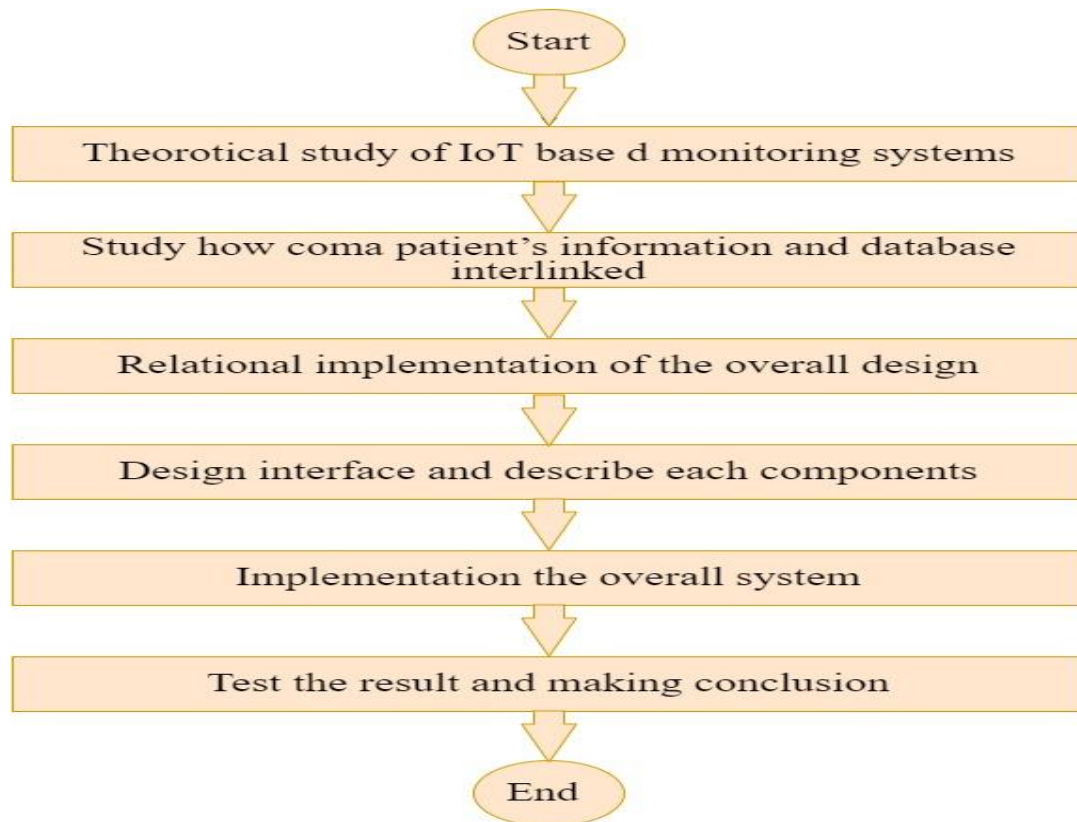 Start
Theorotical study of IoT base d monitoring systems
Study how coma patient's information and database
interlinked
Relational implementation of the overall design
Design interface and describe each components
Implementation the overall system
Test the result and making conclusion
End